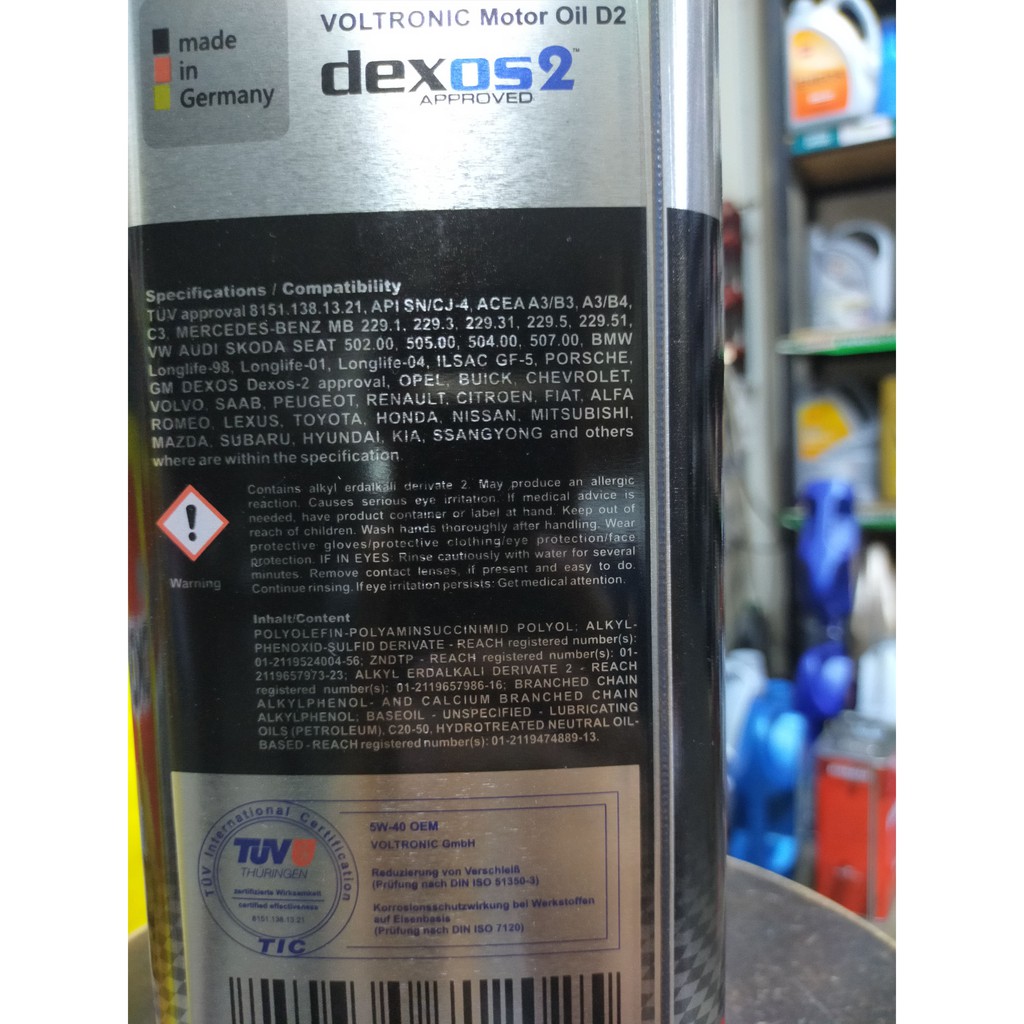 VOLTRONIC Motor Oil D2
made
in
Germany
dexos2™
APPROVED
Specifications / Compatibility
TÜV approval 8151.138.13.21, API SN/CJ-4, ACEA A3/B3, A3/B4,
C3, MERCEDES-BENZ MB 229.1, 229.3, 229.31, 229.5, 229.51,
VW AUDI SKODA SEAT 502.00, 505.00, 504.00, 507.00, BMW
Longlife-98, Longlife-01, Longlife-04, ILSAC GF-5, PORSCHE,
GM DEXOS Dexos-2 approval, OPEL, BUICK, CHEVROLET,
VOLVO, SAAB, PEUGEOT, RENAULT, CITROEN, FIAT, ALFA
ROMEO, LEXUS, TOYOTA, HONDA, NISSAN, MITSUBISHI,
MAZDA, SUBARU, HYUNDAI, KIA, SSANGYONG and others
where are within the specification.
Contains alkyl erdalkali derivate 2. May produce an allergic
reaction. Causes serious eye irritation. If medical advice is
needed, have product container or label at hand. Keep out of
reach of children. Wash hands thoroughly after handling. Wear
protective gloves/protective clothing/eye protection/face
protection. IF IN EYES: Rinse cautiously with water for several
minutes. Remove contact lenses, if present and easy to do.
Continue rinsing. If eye irritation persists: Get medical attention.
Warning
Inhalt/Content
POLYOLEFIN-POLYAMINSUCCINIMID POLYOL; ALKYL-
PHENOXID-SULFID DERIVATE - REACH registered number(s):
01-2119524004-56; ZNDTP - REACH registered number(s): 01-
2119657973-23; ALKYL ERDALKALI DERIVATE 2 - REACH
registered number(s): 01-2119657986-16; BRANCHED CHAIN
ALKYLPHENOL- AND CALCIUM BRANCHED CHAIN
ALKYLPHENOL; BASEOIL - UNSPECIFIED - LUBRICATING
OILS (PETROLEUM), C20-50, HYDROTREATED NEUTRAL OIL-
BASED - REACH registered number(s): 01-2119474889-13.
TÜV International Certification
TÜV
THÜRINGEN
zertifizierte Wirksamkeit
certified effectiveness
8151.138.13.21
TIC
5W-40 OEM
VOLTRONIC GmbH
Reduzierung von Verschleiß
(Prüfung nach DIN ISO 51350-3)
Korrosionsschutzwirkung bei Werkstoffen
auf Eisenbasis
(Prüfung nach DIN ISO 7120)